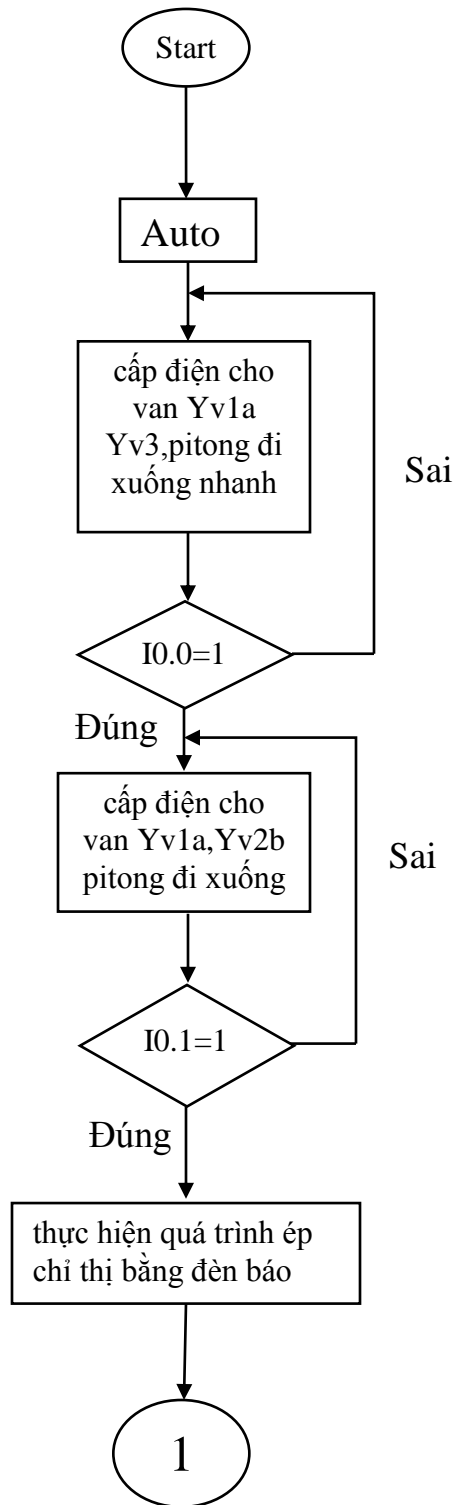 Start
Auto
cấp điện cho
van Yv1a
Yv3,pitong đi
xuống nhanh
Sai
I0.0=1
Đúng
cấp điện cho
van Yv1a,Yv2b
pitong đi xuống
Sai
I0.1=1
Đúng
thực hiện quá trình ép
chỉ thị bằng đèn báo
1